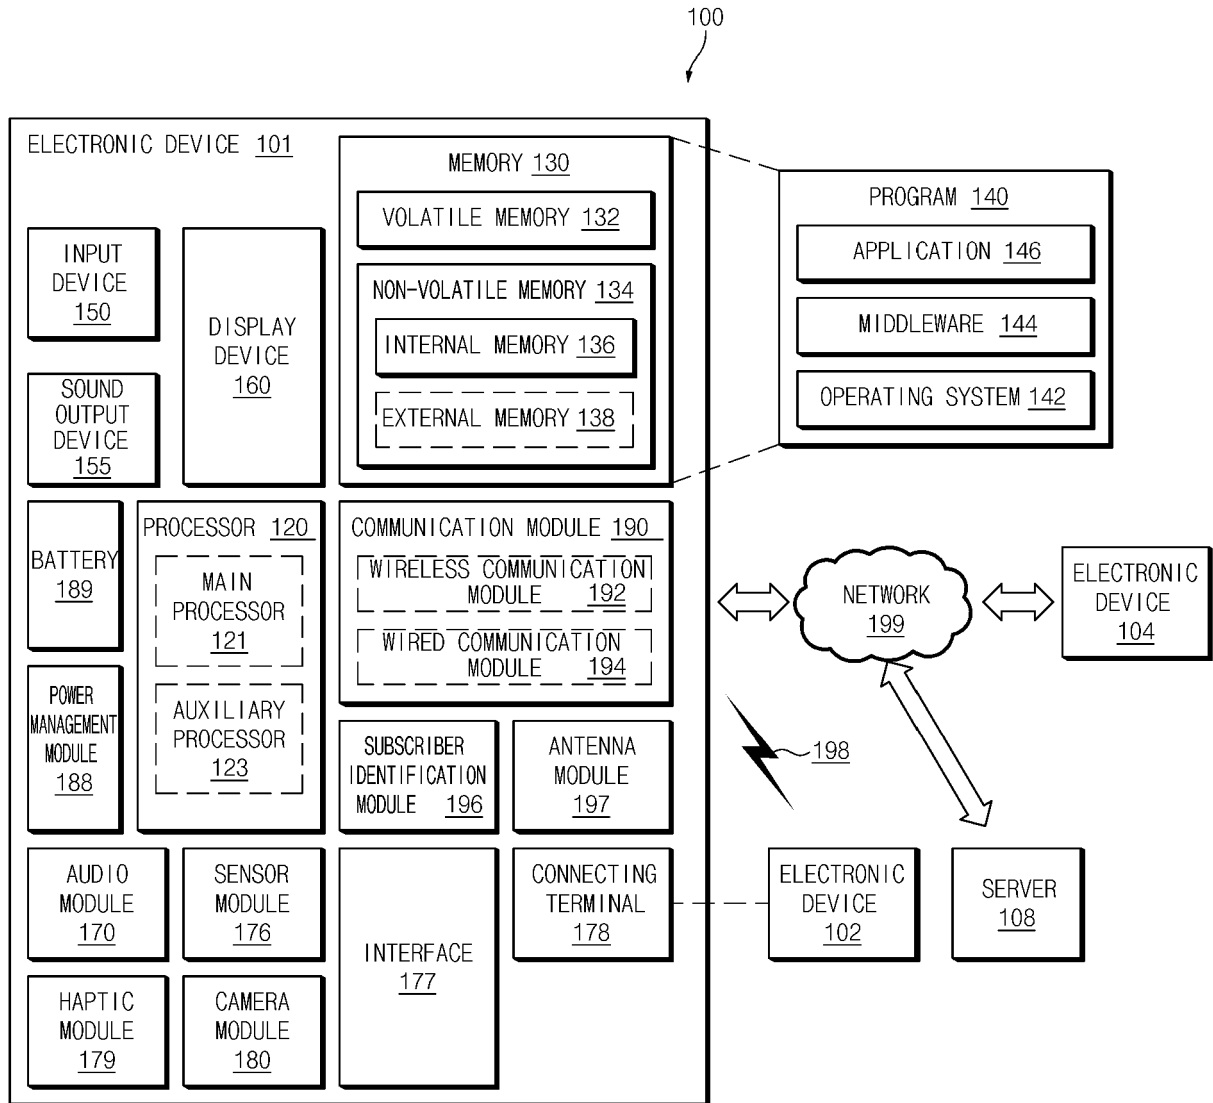 100
ELECTRONIC DEVICE 101
MEMORY 130
VOLATILE MEMORY 132
NON-VOLATILE MEMORY 134
INTERNAL MEMORY 136
EXTERNAL MEMORY 138
PROGRAM 140
APPLICATION 146
MIDDLEWARE 144
OPERATING SYSTEM 142
INPUT
DEVICE
150
DISPLAY
DEVICE
160
SOUND
OUTPUT
DEVICE
155
BATTERY
189
PROCESSOR 120
MAIN
PROCESSOR
121
AUXILIARY
PROCESSOR
123
COMMUNICATION MODULE 190
WIRELESS COMMUNICATION
MODULE 192
WIRED COMMUNICATION
MODULE 194
NETWORK
199
ELECTRONIC
DEVICE
104
POWER
MANAGEMENT
MODULE
188
SUBSCRIBER
IDENTIFICATION
MODULE 196
ANTENNA
MODULE
197
198
AUDIO
MODULE
170
SENSOR
MODULE
176
INTERFACE
177
CONNECTING
TERMINAL
178
ELECTRONIC
DEVICE
102
SERVER
108
HAPTIC
MODULE
179
CAMERA
MODULE
180